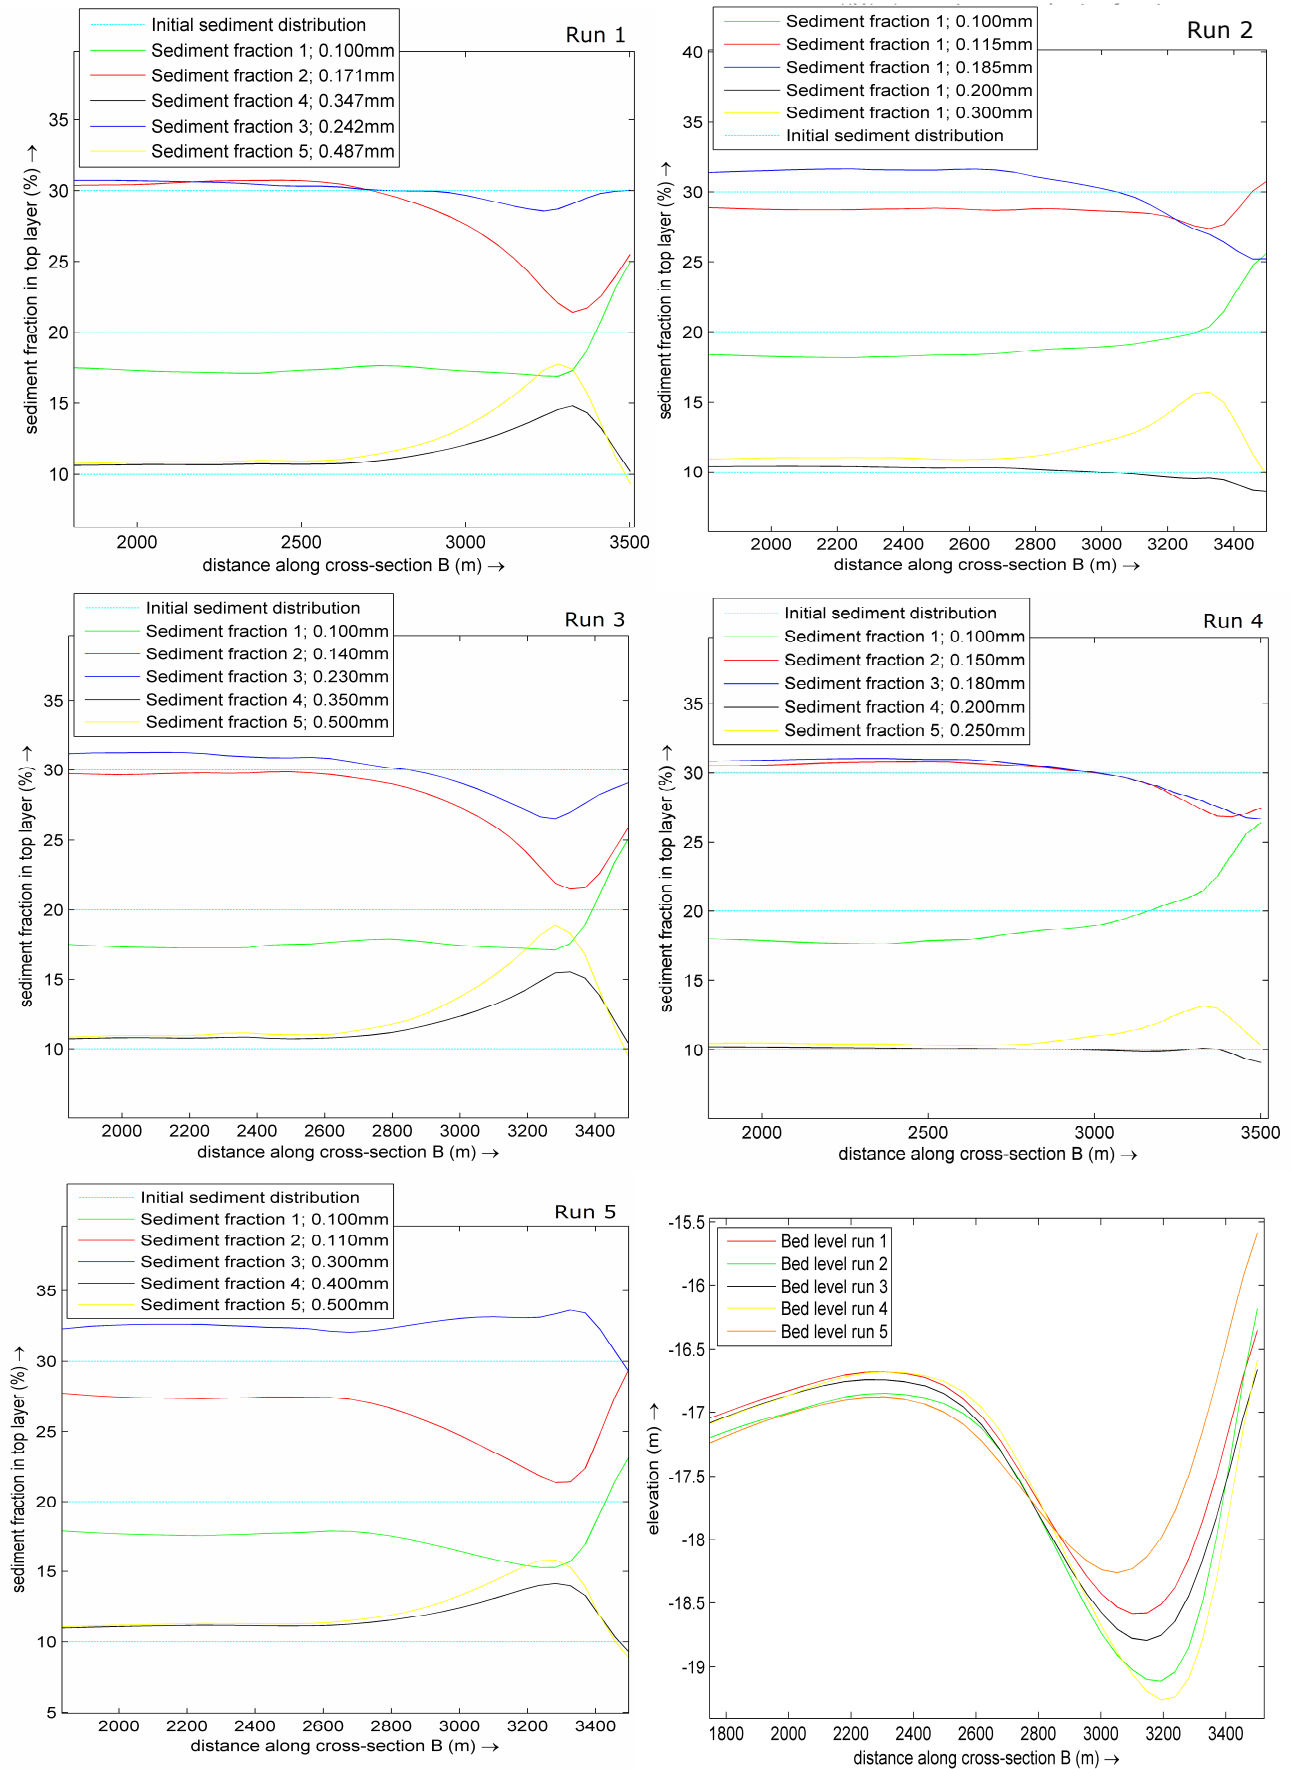 Initial sediment distribution
Sediment fraction 1; 0.100mm
Sediment fraction 2; 0.171mm
Sediment fraction 4; 0.347mm
Sediment fraction 3; 0.242mm
Sediment fraction 5; 0.487mm
Run 1
35
30
25
20
15
10
sediment fraction in top layer (%) →
2000
2500
3000
3500
distance along cross-section B (m) →
Sediment fraction 1; 0.100mm
Sediment fraction 1; 0.115mm
Sediment fraction 1; 0.185mm
Sediment fraction 1; 0.200mm
Sediment fraction 1; 0.300mm
Initial sediment distribution
Run 2
40
35
30
25
20
15
10
sediment fraction in top layer (%) →
2000 2200 2400 2600 2800 3000 3200 3400
distance along cross-section B (m) →
Initial sediment distribution
Sediment fraction 1; 0.100mm
Sediment fraction 2; 0.140mm
Sediment fraction 3; 0.230mm
Sediment fraction 4; 0.350mm
Sediment fraction 5; 0.500mm
Run 3
35
30
25
20
15
10
sediment fraction in top layer (%) →
2000 2200 2400 2600 2800 3000 3200 3400
distance along cross-section B (m) →
Initial sediment distribution
Sediment fraction 1; 0.100mm
Sediment fraction 2; 0.150mm
Sediment fraction 3; 0.180mm
Sediment fraction 4; 0.200mm
Sediment fraction 5; 0.250mm
Run 4
35
30
25
20
15
10
sediment fraction in top layer (%) →
2000 2500 3000 3500
distance along cross-section B (m) →
Initial sediment distribution
Sediment fraction 1; 0.100mm
Sediment fraction 2; 0.110mm
Sediment fraction 3; 0.300mm
Sediment fraction 4; 0.400mm
Sediment fraction 5; 0.500mm
Run 5
35
30
25
20
15
10
5
sediment fraction in top layer (%) →
2000 2200 2400 2600 2800 3000 3200 3400
distance along cross-section B (m) →
Bed level run 1
Bed level run 2
Bed level run 3
Bed level run 4
Bed level run 5
-15.5
-16
-16.5
-17
-17.5
-18
-18.5
-19
elevation (m) →
1800 2000 2200 2400 2600 2800 3000 3200 3400
distance along cross-section B (m) →